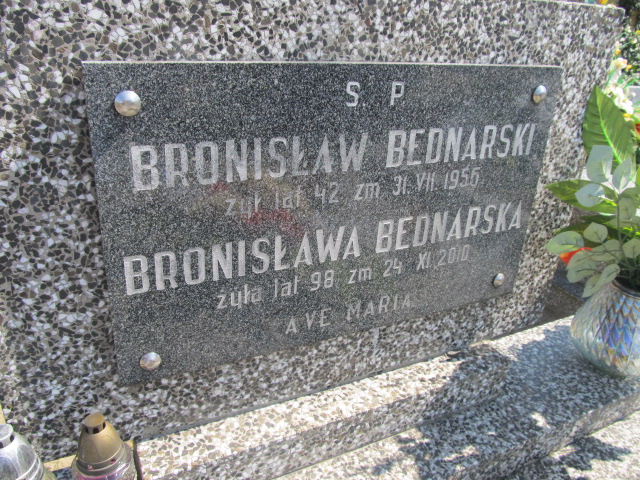 S. P
BRONISŁAW BEDNARSKI
żył lat 42 zm 31.VII.1956
BRONISŁAWA BEDNARSKA
żyła lat 98 zm 24 XI.2010
AVE MARIA